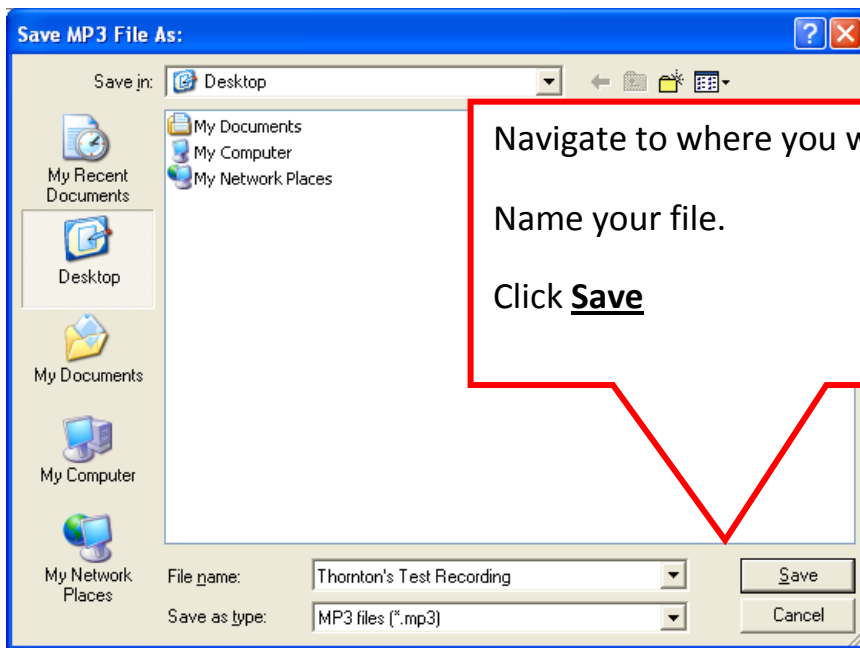 Save MP3 File As:
Save in:
Desktop
My Recent
Documents
Desktop
My Documents
My Computer
My Network
Places
My Documents
My Computer
My Network Places
Navigate to where you
Name your file.
Click Save
File name:
Thornton's Test Recording
Save
Save as type:
MP3 files (*.mp3)
Cancel